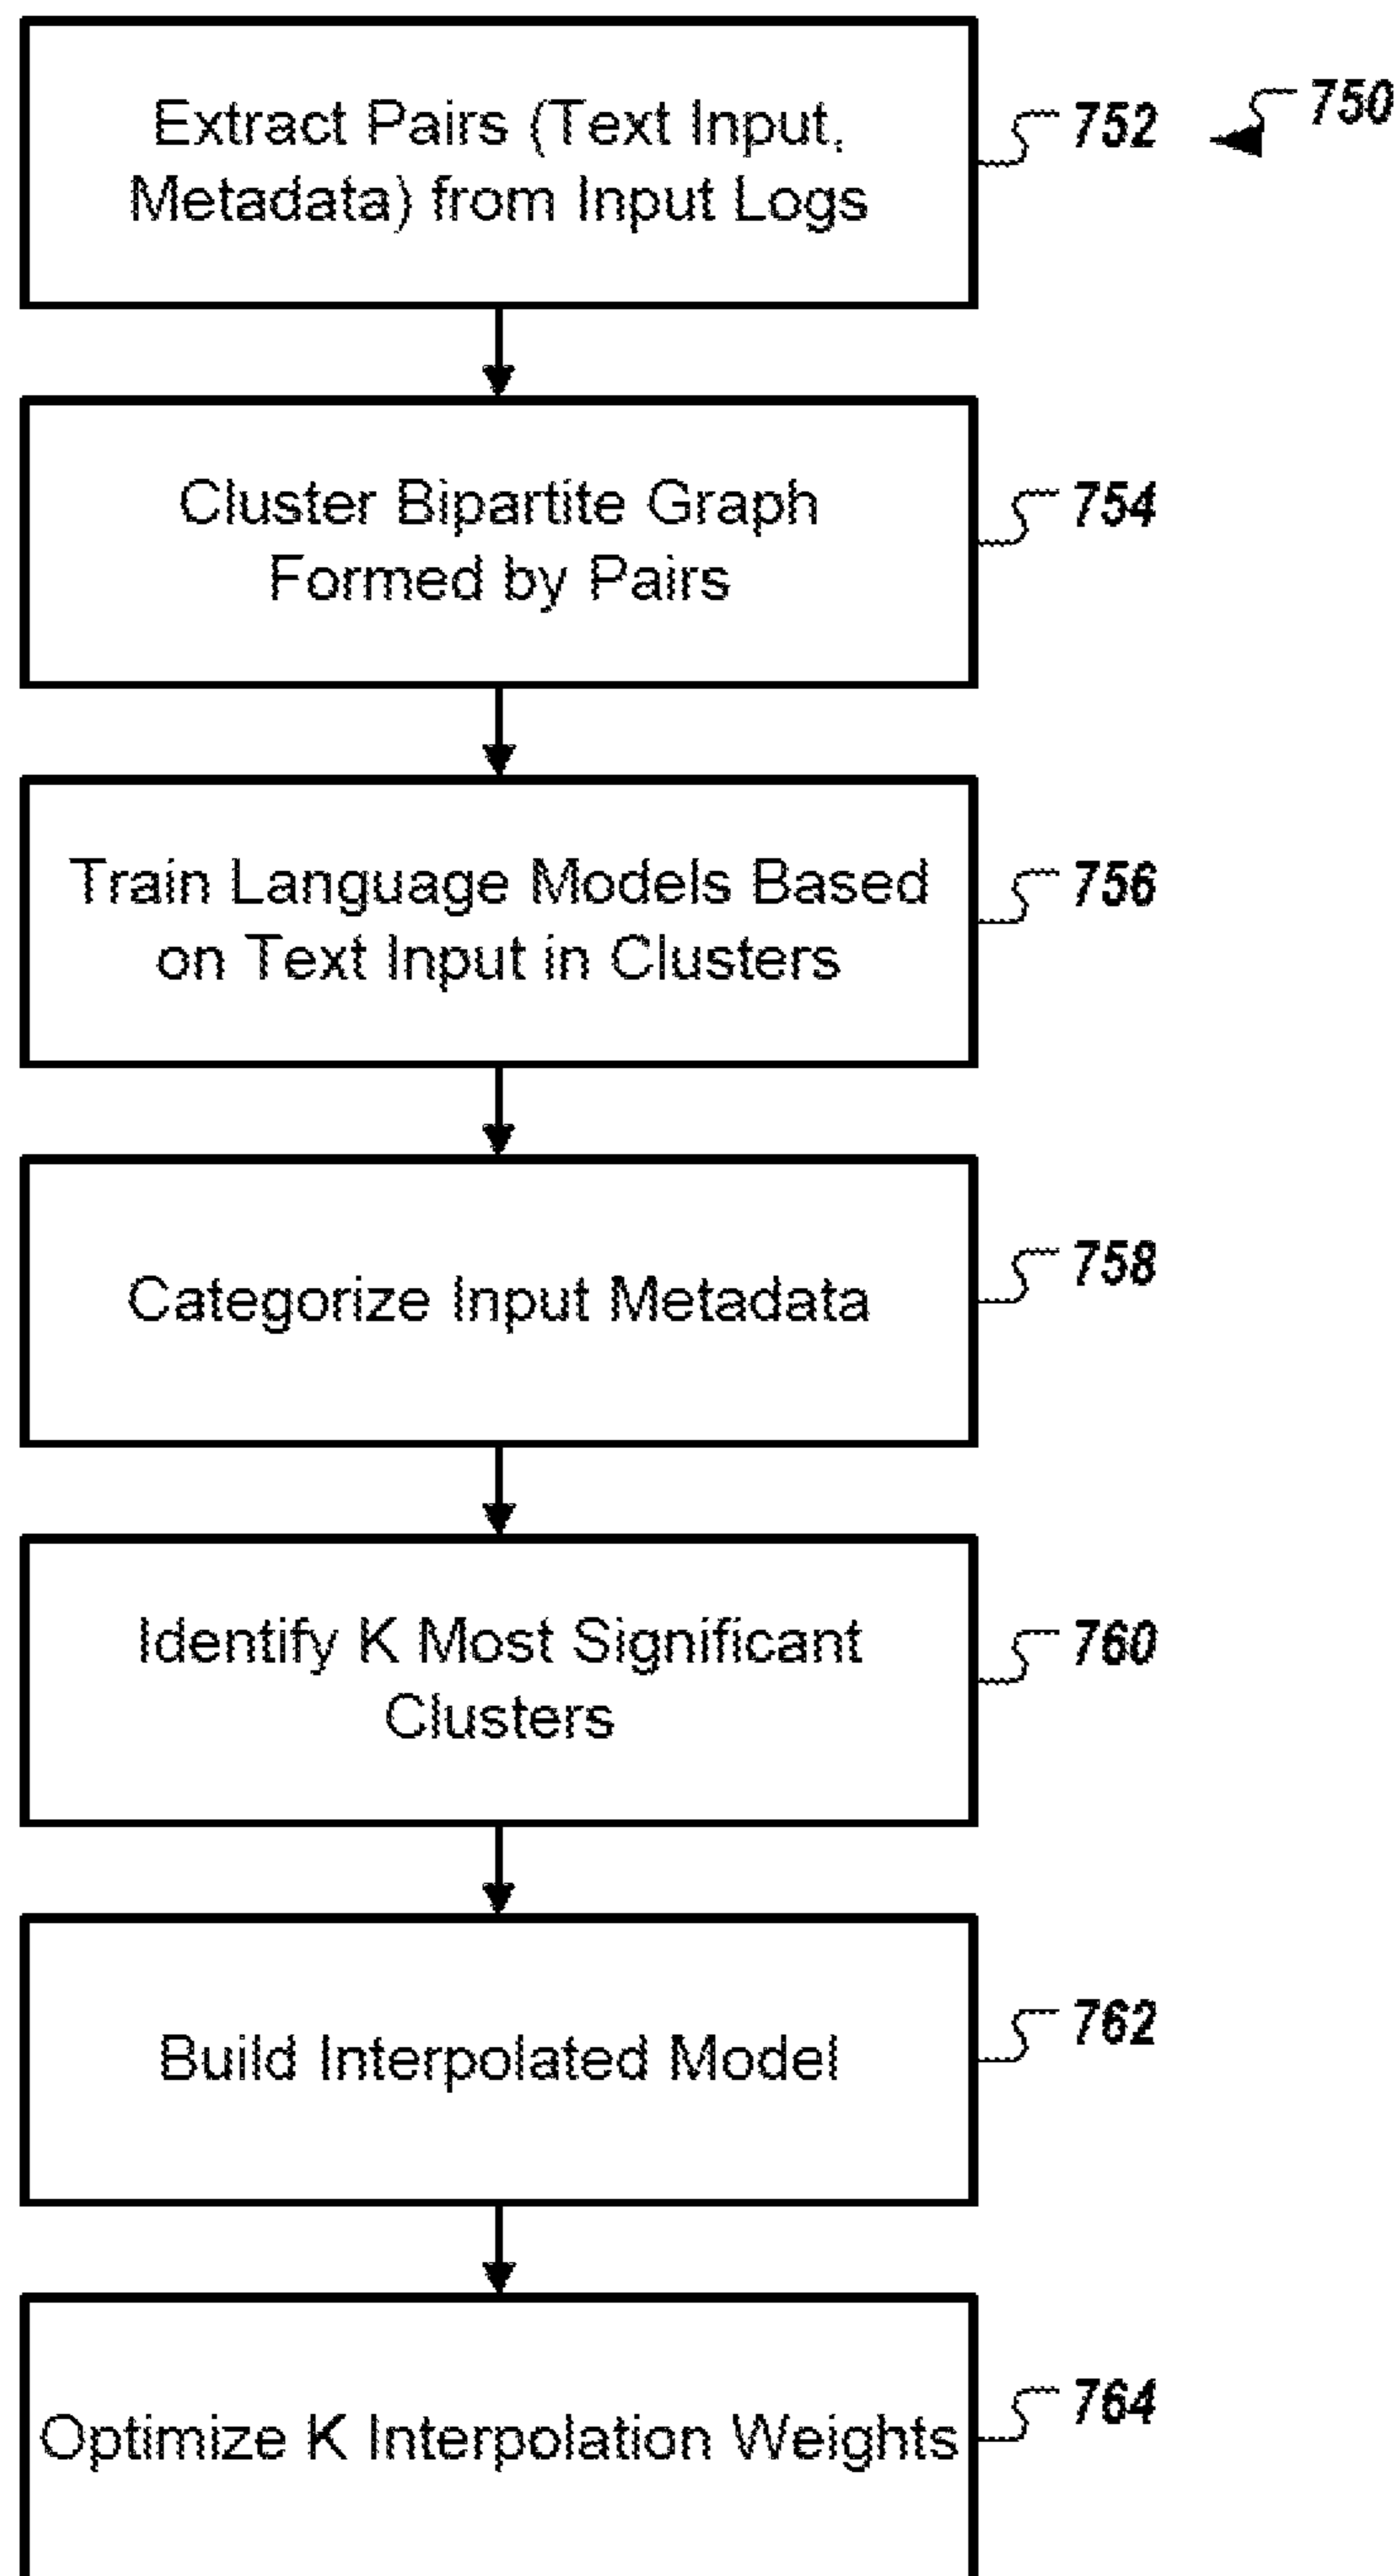 Extract Pairs (Text Input,
Metadata) from Input Logs
752
750
Cluster Bipartite Graph
Formed by Pairs
754
Train Language Models Based
on Text Input in Clusters
756
Categorize Input Metadata
758
Identify K Most Significant
Clusters
760
Build Interpolated Model
762
Optimize K Interpolation Weights
764